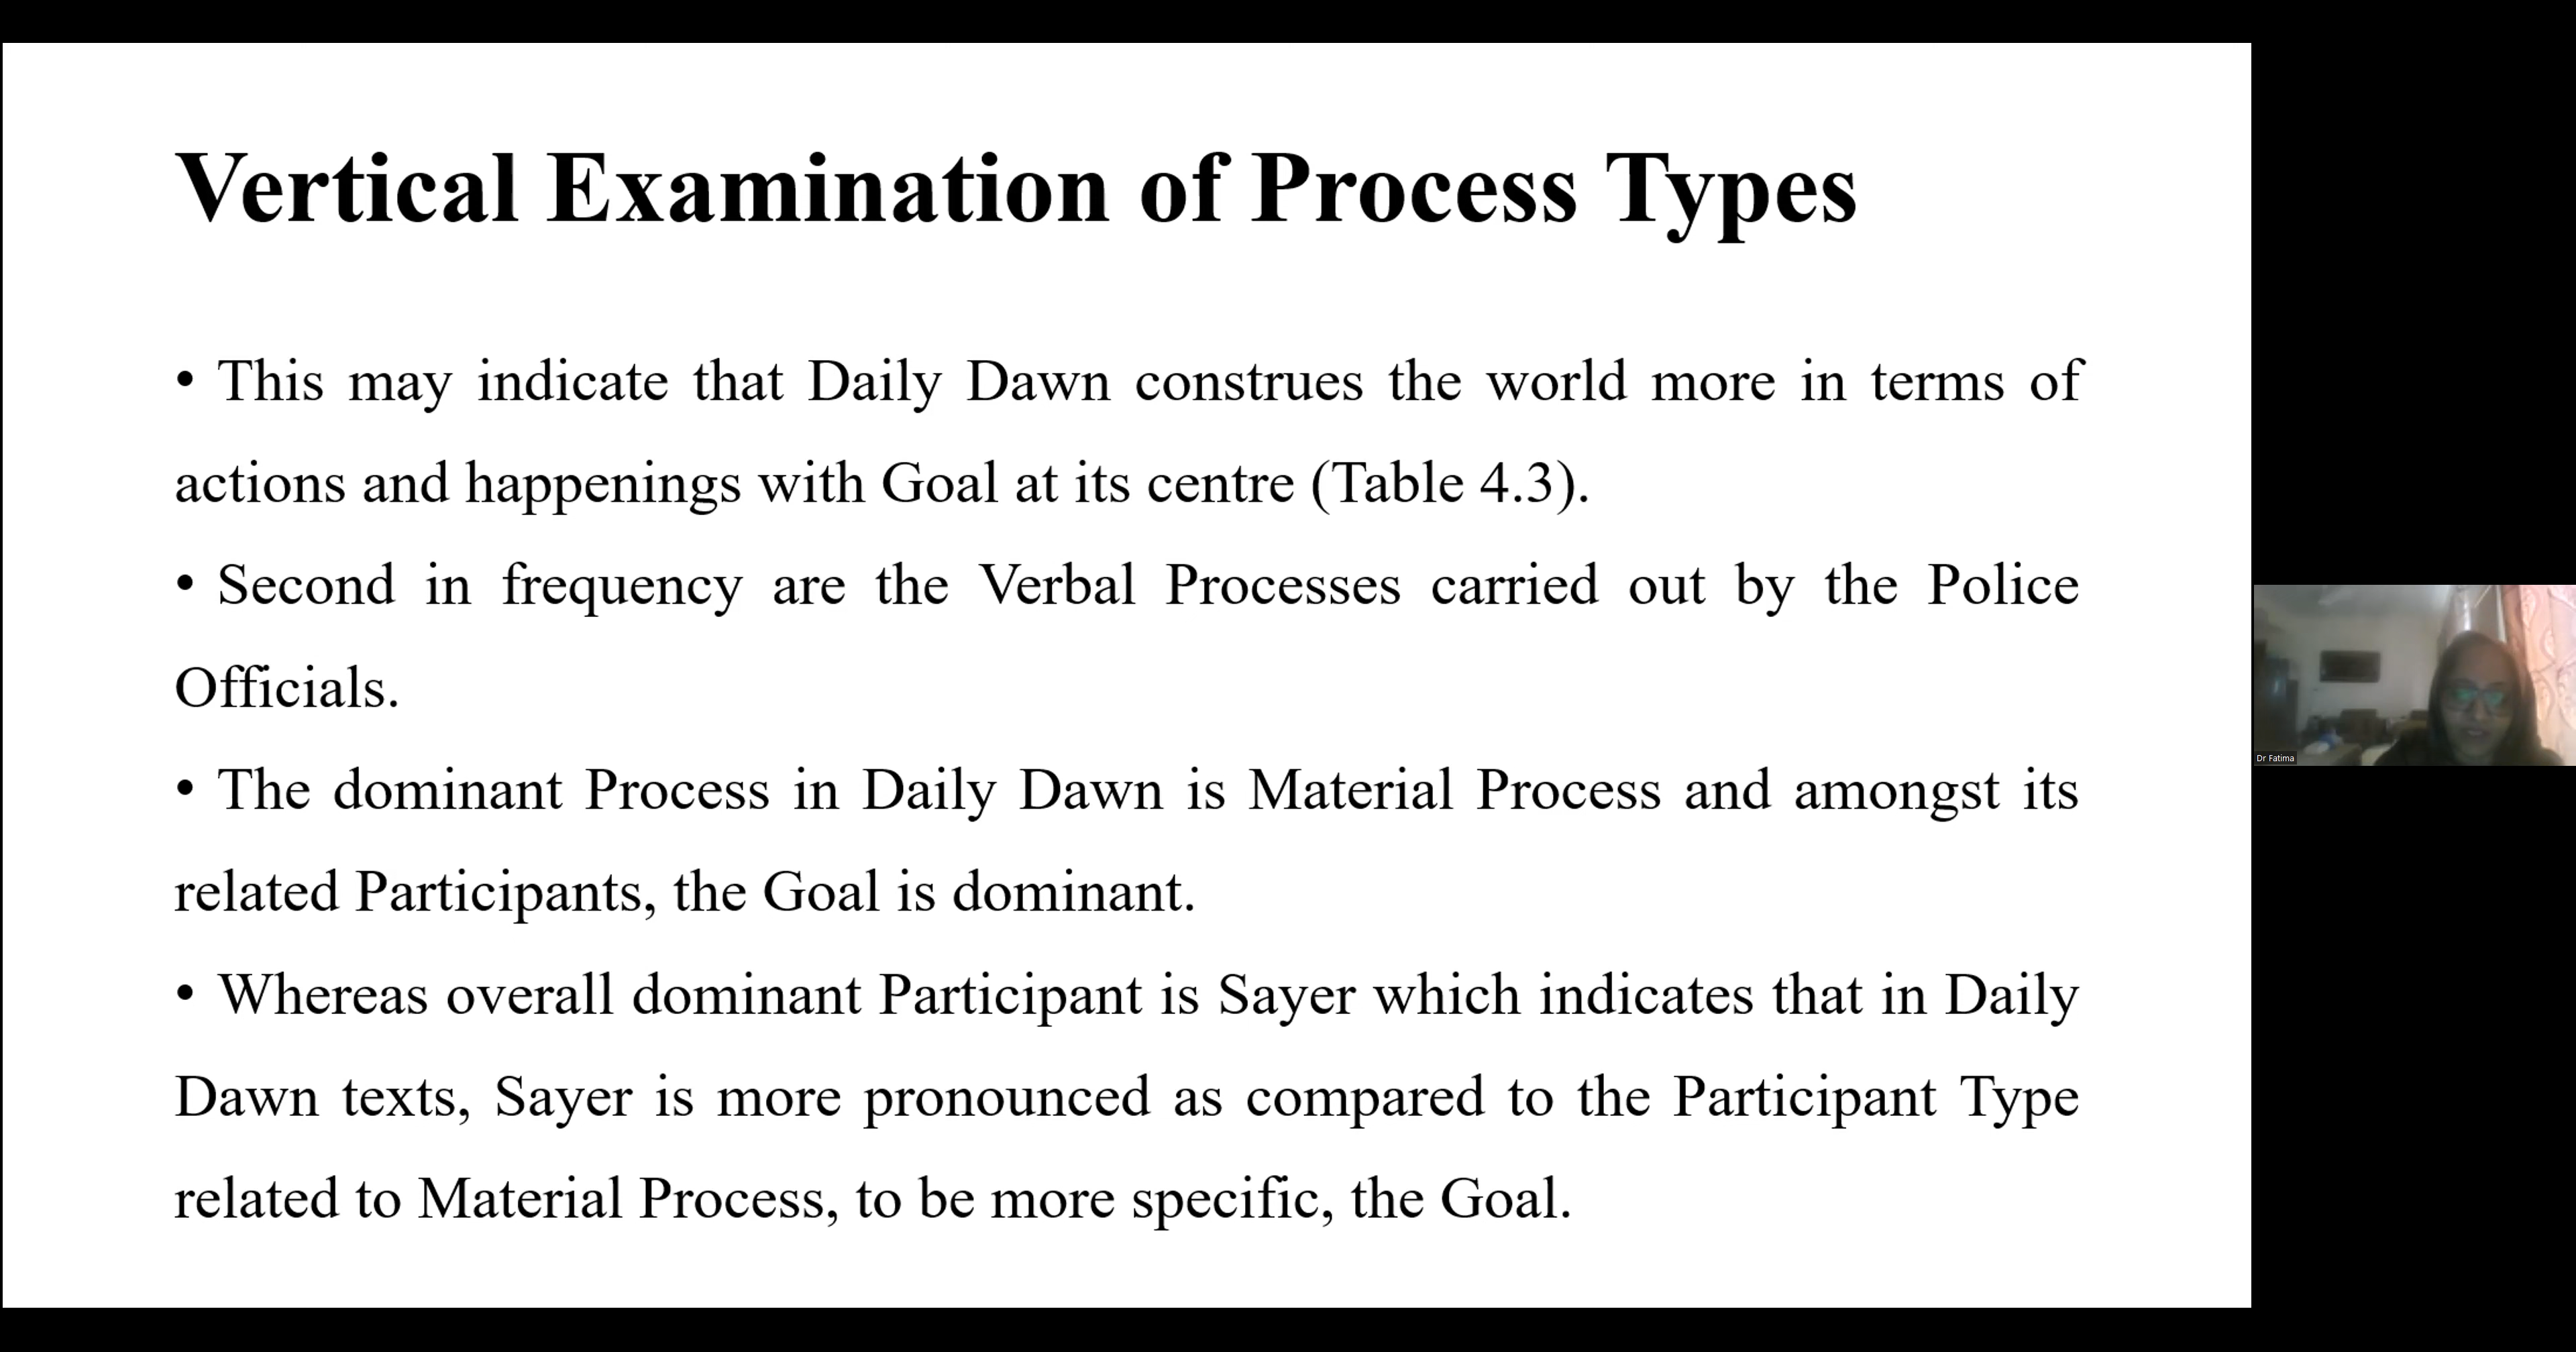 Vertical Examination of Process Types
• This may indicate that Daily Dawn construes the world more in terms of
actions and happenings with Goal at its centre (Table 4.3).
• Second in frequency are the Verbal Processes carried out by the Police
Officials.
• The dominant Process in Daily Dawn is Material Process and amongst its
related Participants, the Goal is dominant.
• Whereas overall dominant Participant is Sayer which indicates that in Daily
Dawn texts, Sayer is more pronounced as compared to the Participant Type
related to Material Process, to be more specific, the Goal.
Dr Fatima